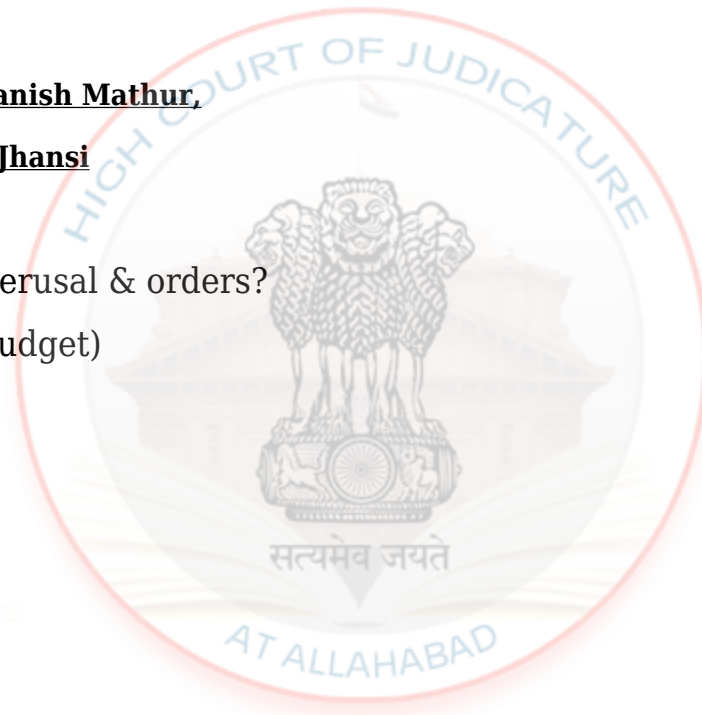 anish Mathur,
Jhansi
erusal & orders?
udget)
HIGH COURT OF JUDICATURE
सत्यमेव जयते
AT ALLAHABAD